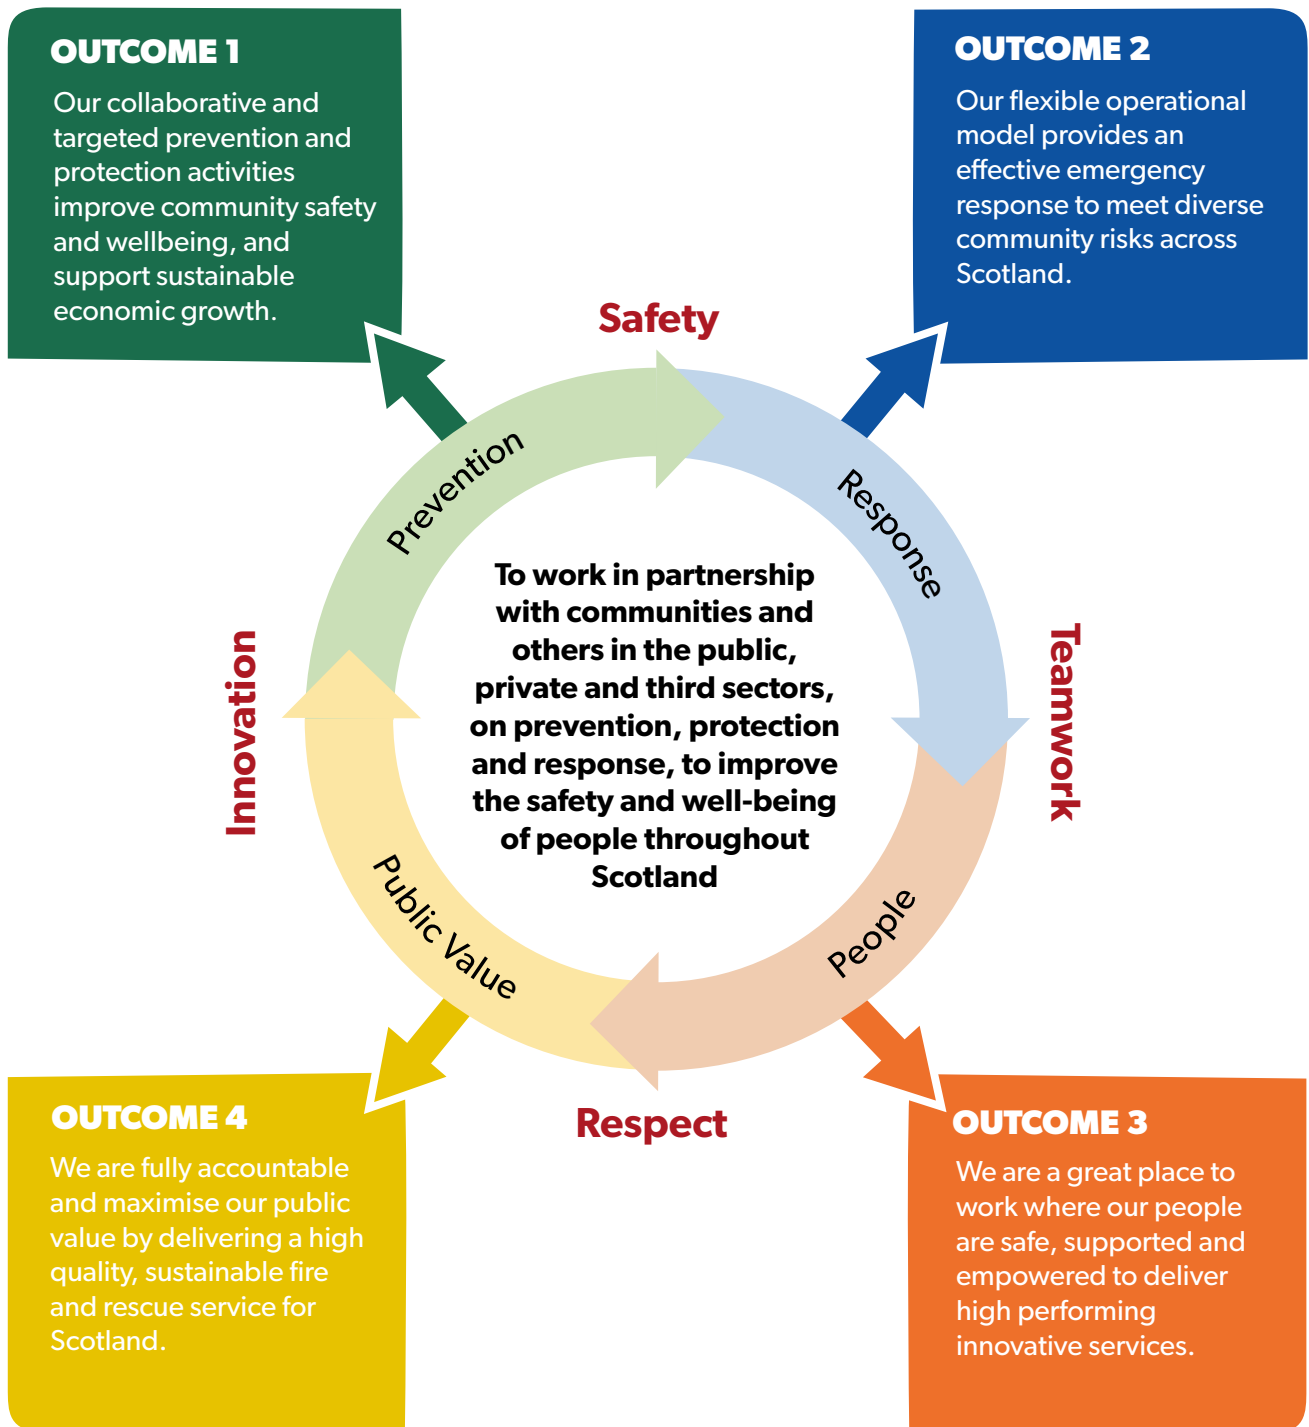 OUTCOME 1
Our collaborative and
targeted prevention and
protection activities
improve community safety
and wellbeing, and
support sustainable
economic growth.
OUTCOME 2
Our flexible operational
model provides an
effective emergency
response to meet diverse
community risks across
Scotland.
Safety
Prevention
Response
Innovation
To work in partnership
with communities and
others in the public,
private and third sectors,
on prevention, protection
and response, to improve
the safety and well-being
of people throughout
Scotland
Teamwork
Public Value
People
Respect
OUTCOME 4
We are fully accountable
and maximise our public
value by delivering a high
quality, sustainable fire
and rescue service for
Scotland.
OUTCOME 3
We are a great place to
work where our people
are safe, supported and
empowered to deliver
high performing
innovative services.